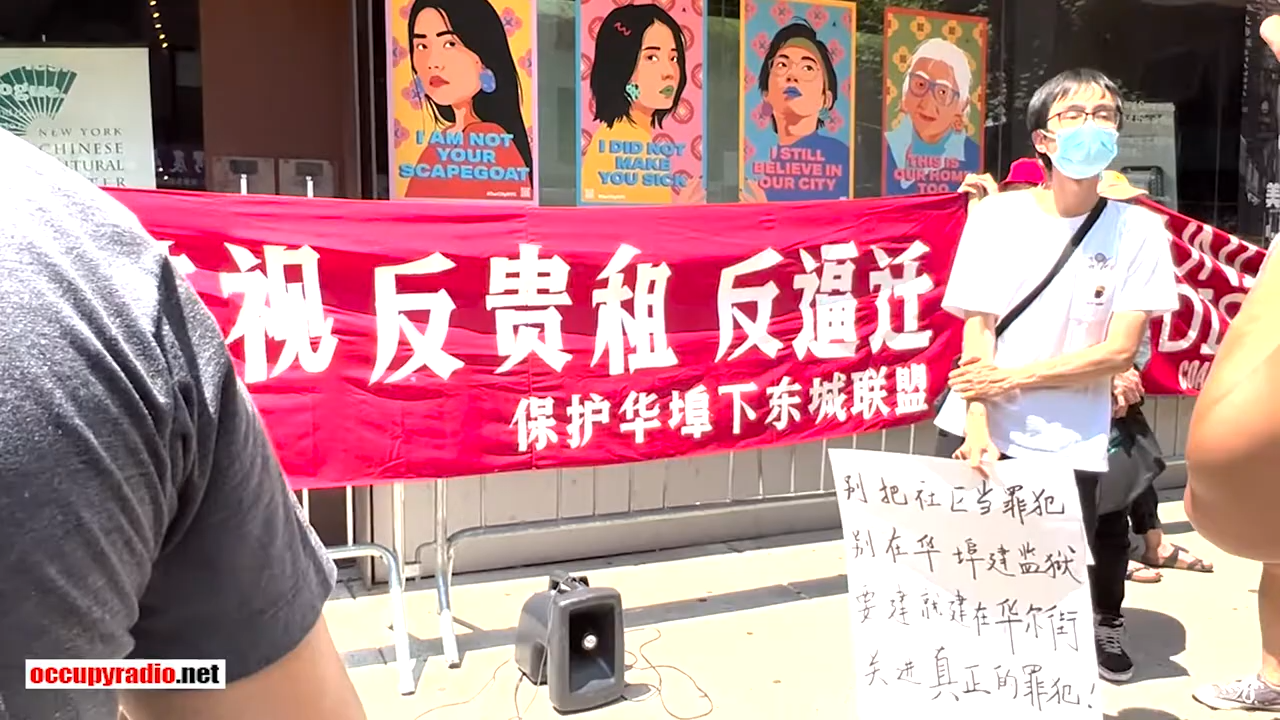 NEW YORK
CHINESE
I AM NOT
YOUR
SCAPEGOAT
I DID NOT
MAKE
YOU SICK
I STILL
BELIEVE IN
OUR CITY
THIS IS
OUR HOME
TOO
视 反贵租 反逼迁
保护华埠下东城联盟
别把社区当罪犯
别在华埠建监狱
要建就建在华尔街
关进真正的罪犯!
occupyradio.net